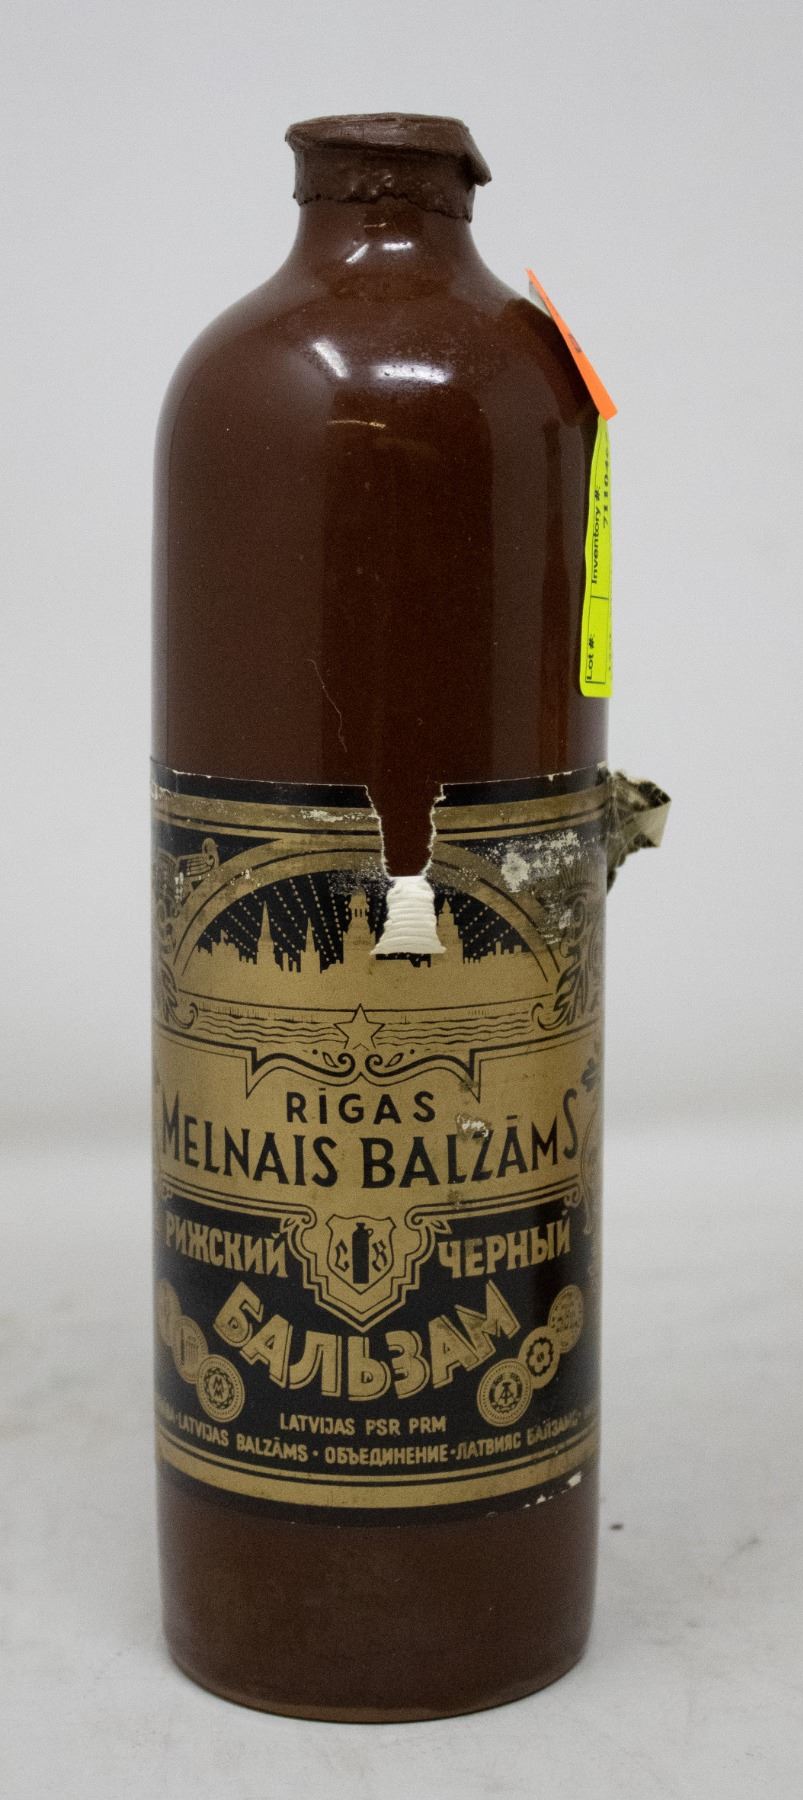 Inventory #:
Lot #:
RĪGAS
MELNAIS BALZĀMS
РИЖСКИЙ ЧЕРНЫЙ
БАЛЬЗАМ
LATVIJAS PSR PRM
LATVIJAS BALZĀMS · ОБЪЕДИНЕНИЕ · ЛАТВИЯС БАЛЗАМС